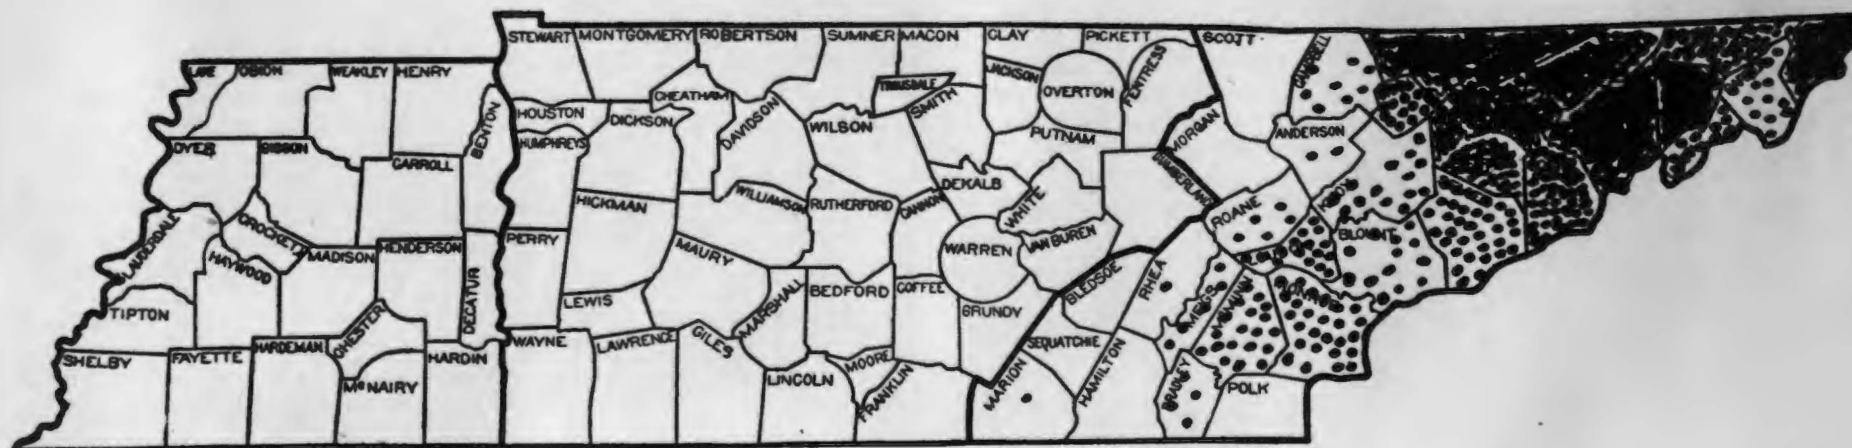 STEWART
MONTGOMERY
ROBERTSON
SUMNER
MACON
CLAY
PICKETT
SCOTT
CAMPBELL
LAKE
OBION
WEAKLEY
HENRY
BENTON
HOUSTON
DICKSON
CHEATHAM
DAVIDSON
WILSON
SMITH
JACKSON
OVERTON
FENTRESS
PUTNAM
MORGAN
ANDERSON
DYER
GIBSON
CARROLL
HUMPHREYS
HICKMAN
WILLIAMSON
RUTHERFORD
CANNON
DEKALB
WHITE
CUMBERLAND
ROANE
KNOX
BLOUNT
LAUDERDALE
CROCKETT
HAYWOOD
MADISON
HENDERSON
DECATUR
PERRY
MAURY
WARREN
VAN BUREN
BLEDSOE
RHEA
MEIGS
McMINN
MONROE
TIPTON
LEWIS
MARSHALL
BEDFORD
COFFEE
GRUNDY
SEQUATCHIE
SHELBY
FAYETTE
HARDEMAN
CHESTER
McNAIRY
HARDIN
WAYNE
LAWRENCE
GILES
LINCOLN
MOORE
FRANKLIN
MARION
HAMILTON
BRADLEY
POLK